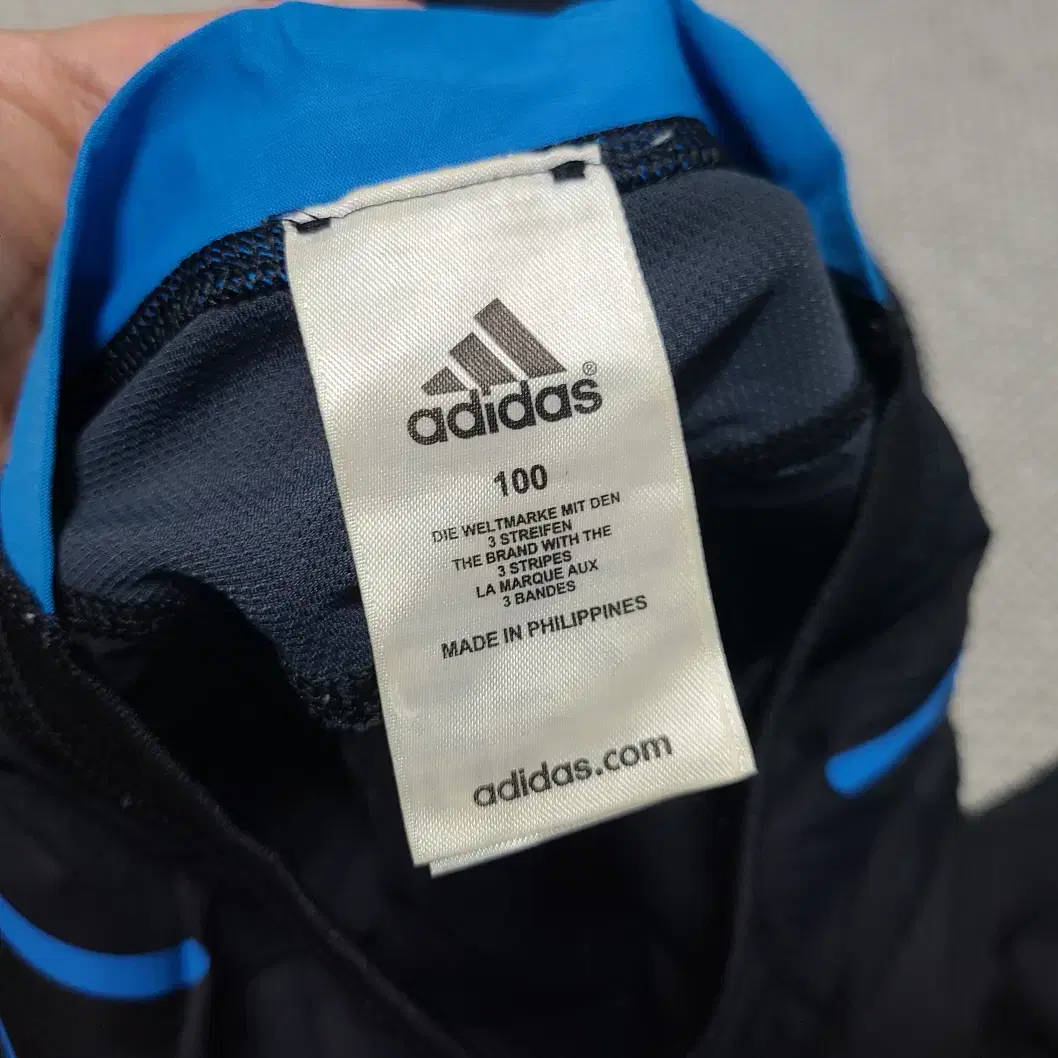 adidas®
100
DIE WELTMARKE MIT DEN
3 STREIFEN
THE BRAND WITH THE
3 STRIPES
LA MARQUE AUX
3 BANDES
MADE IN PHILIPPINES
adidas.com